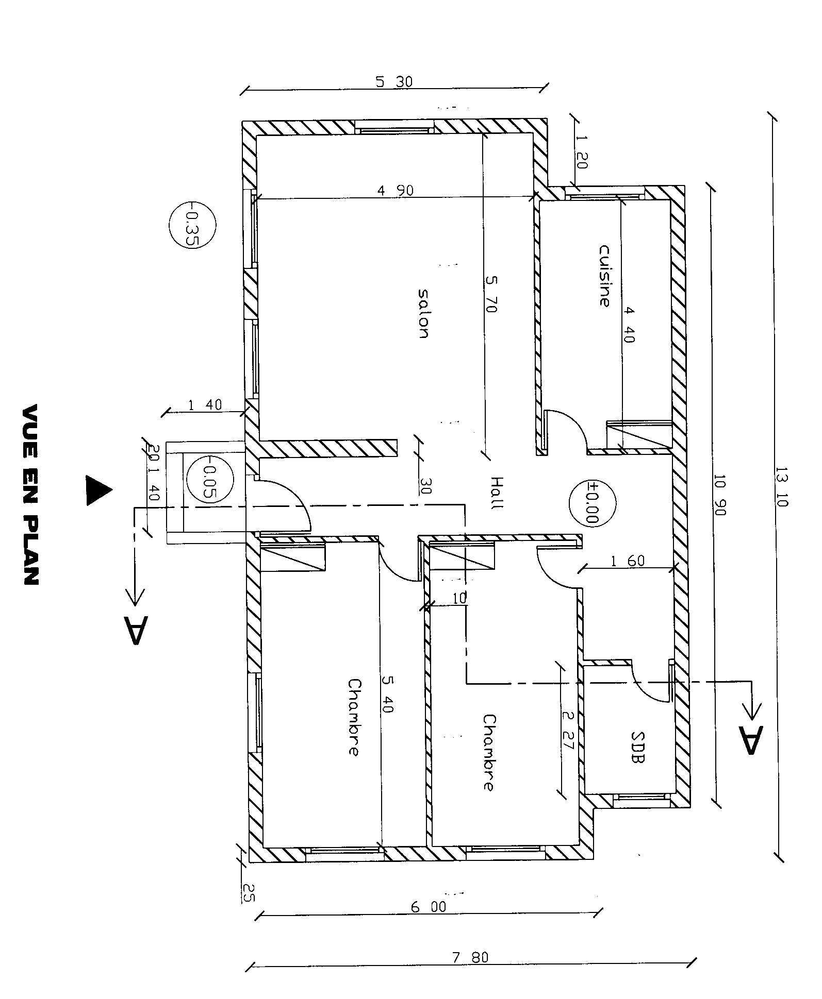 5 30
1 20
4 90
-0.35
cuisine
4 40
5 70
salon
1 40
20
1 40
-0.05
30
Hall
±0.00
10 90
13 10
VUE EN PLAN
1 60
10
A
A
5 40
Chambre
Chambre
2 27
SDB
25
6 00
7 80